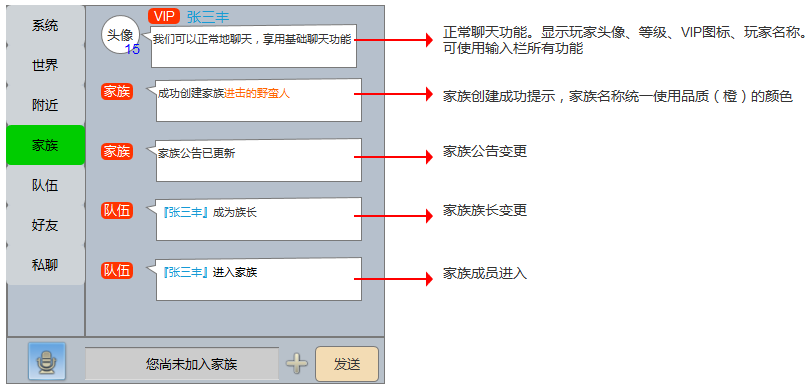 系统
世界
附近
家族
队伍
好友
私聊
头像
15
VIP 张三丰
我们可以正常地聊天，享用基础聊天功能
正常聊天功能。显示玩家头像、等级、VIP图标、玩家名称。
可使用输入栏所有功能
家族
成功创建家族进击的野蛮人
家族创建成功提示，家族名称统一使用品质（橙）的颜色
家族
家族公告已更新
家族公告变更
队伍
『张三丰』成为族长
家族族长变更
队伍
『张三丰』进入家族
家族成员进入
您尚未加入家族
发送